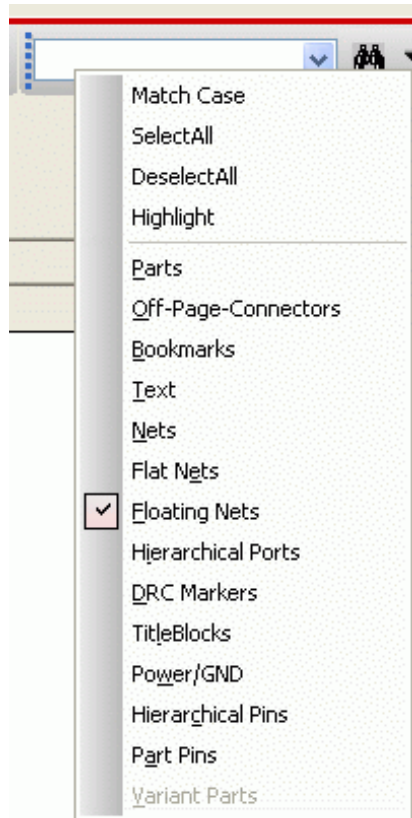 Match Case
SelectAll
DeselectAll
Highlight
Parts
Off-Page-Connectors
Bookmarks
Text
Nets
Flat Nets
Floating Nets
Hierarchical Ports
DRC Markers
TitleBlocks
Power/GND
Hierarchical Pins
Part Pins
Variant Parts